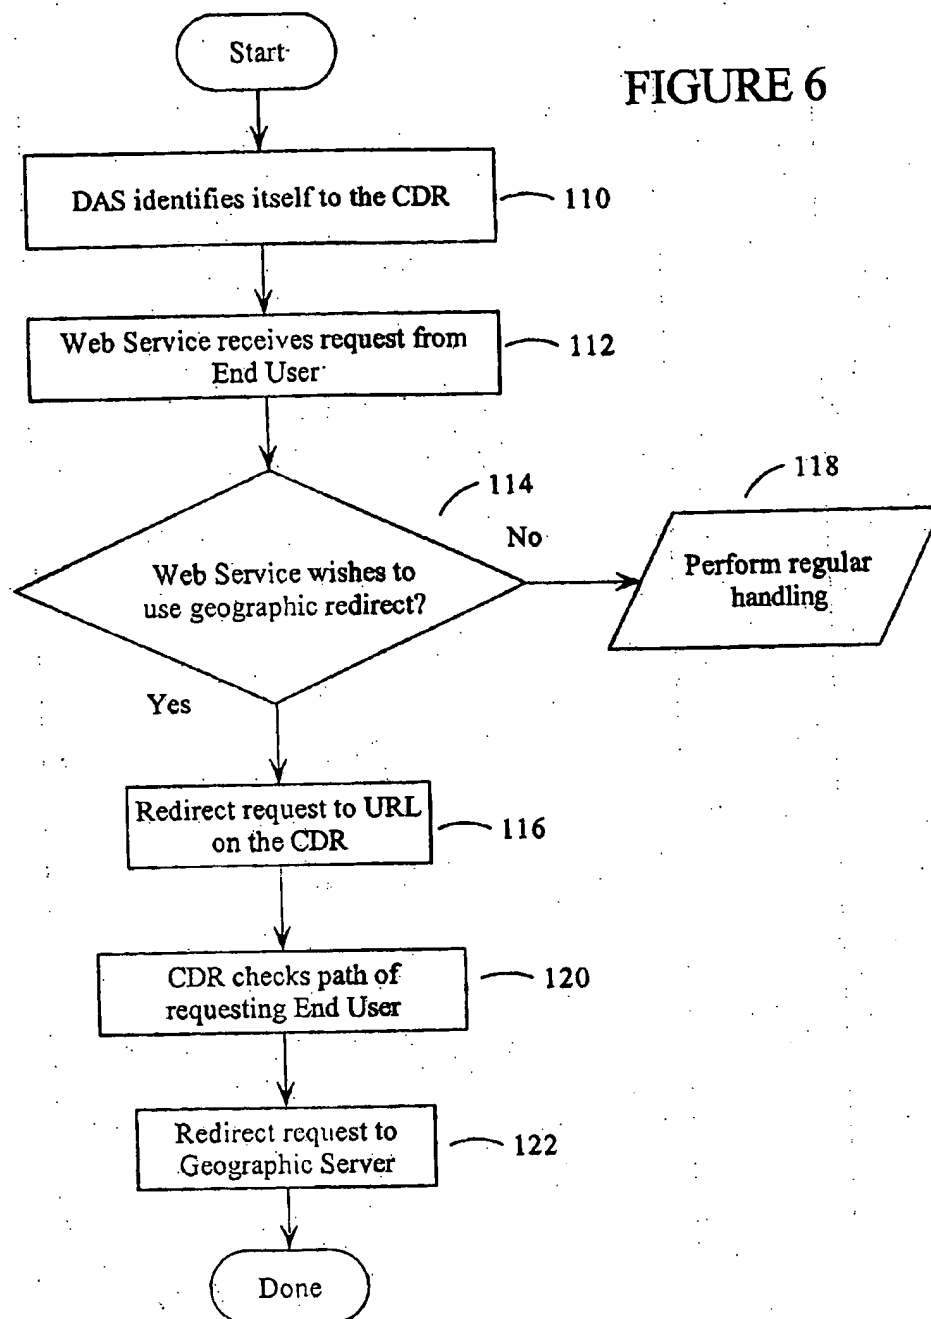 Start
FIGURE 6
DAS identifies itself to the CDR
110
Web Service receives request from
End User
112
114
118
No
Web Service wishes to
use geographic redirect?
Perform regular
handling
Yes
Redirect request to URL
on the CDR
116
CDR checks path of
requesting End User
120
Redirect request to
Geographic Server
122
Done